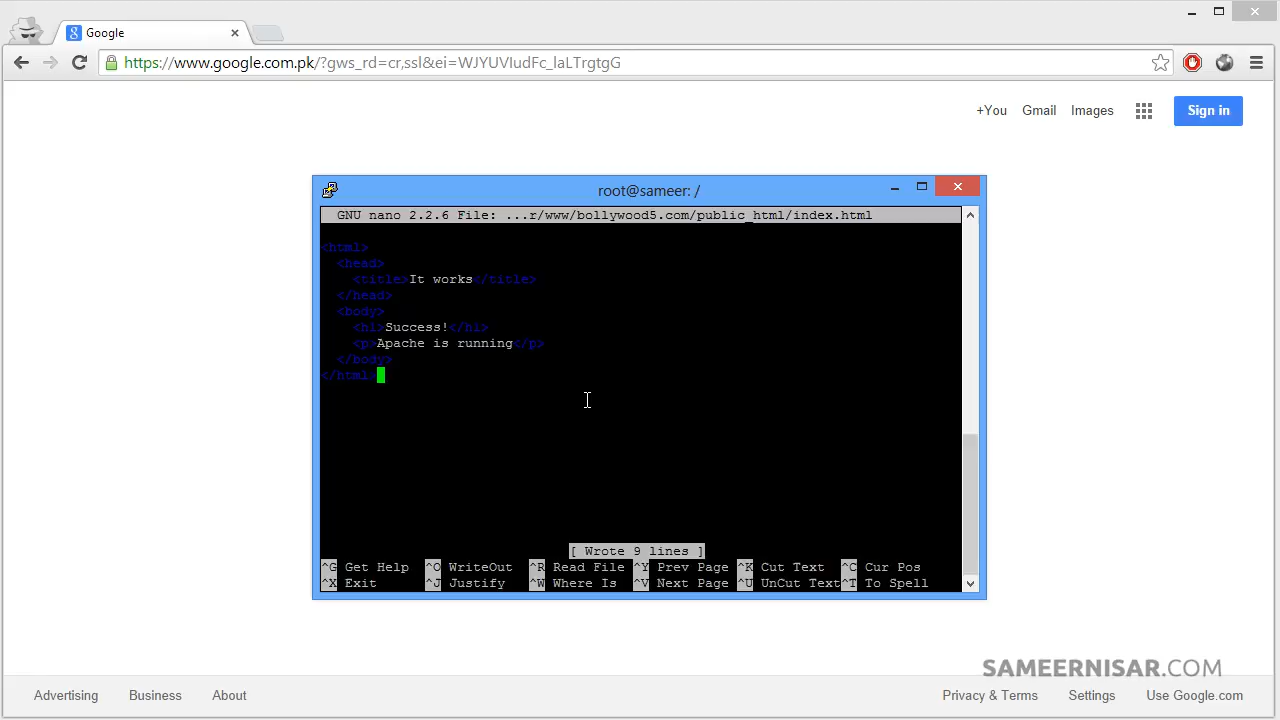 Google
https://www.google.com.pk/?gws_rd=cr,ssl&ei=WJYUVIudFc_laLTrgtgG
+You Gmail Images Sign in
root@sameer: /
GNU nano 2.2.6 File: ...r/www/bollywood5.com/public_html/index.html
<html>
<head>
<title>It works</title>
</head>
<body>
<h1>Success!</h1>
<p>Apache is running</p>
</body>
</html>
[ Wrote 9 lines ]
^G Get Help ^O WriteOut ^R Read File ^Y Prev Page ^K Cut Text ^C Cur Pos
^X Exit ^J Justify ^W Where Is ^V Next Page ^U UnCut Text ^T To Spell
SAMEERNISAR.COM
Advertising Business About Privacy & Terms Settings Use Google.com